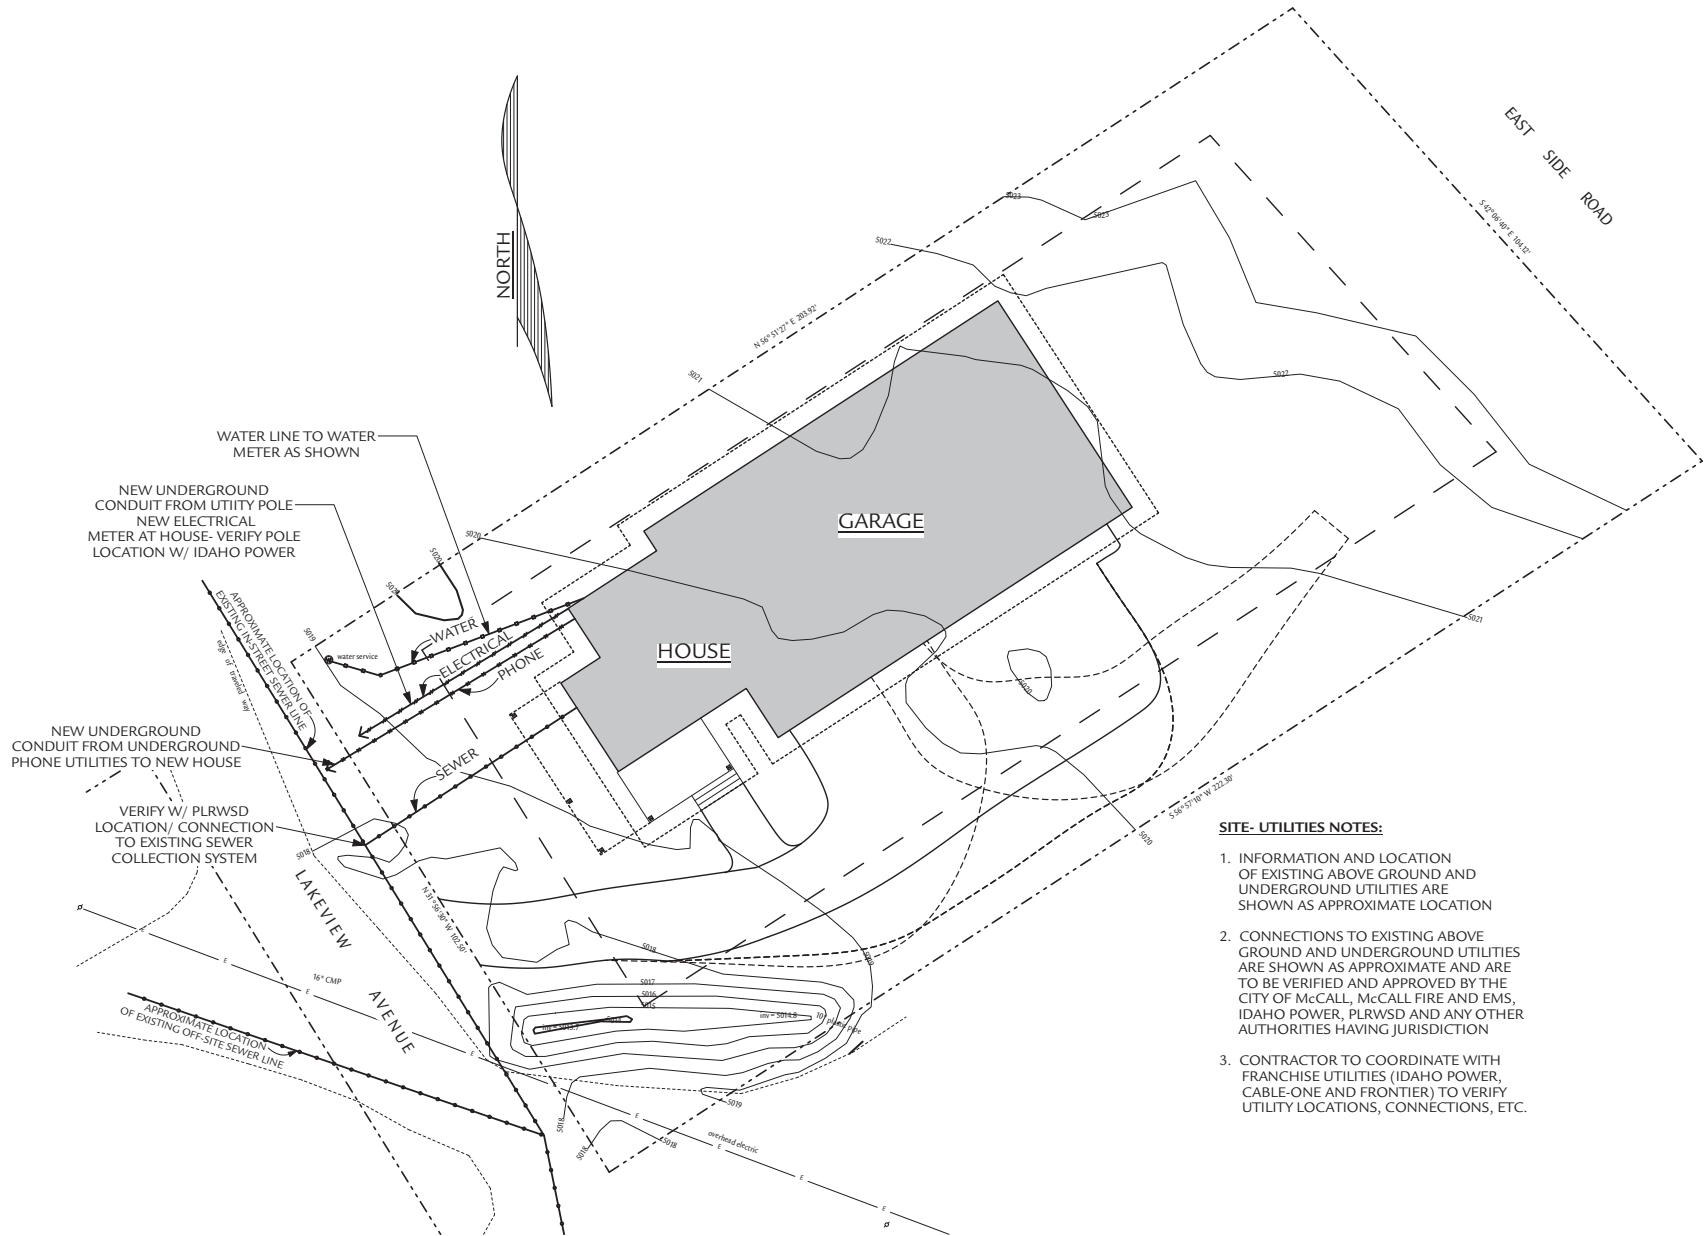 EAST SIDE ROAD
S 42° 06'40" E 104.12'
NORTH
5023
5023
5022
N 56° 51'27" E 203.92'
5022
5021
WATER LINE TO WATER
METER AS SHOWN
NEW UNDERGROUND
CONDUIT FROM UTIITY POLE
NEW ELECTRICAL
METER AT HOUSE- VERIFY POLE
LOCATION W/ IDAHO POWER
GARAGE
5020
5020
APPROXIMATE LOCATION OF
EXISTING IN-STREET SEWER LINE
edge of traveled way
5019
water service
WATER
ELECTRICAL
PHONE
HOUSE
5021
5020
NEW UNDERGROUND
CONDUIT FROM UNDERGROUND
PHONE UTILITIES TO NEW HOUSE
SEWER
VERIFY W/ PLRWSD
LOCATION/ CONNECTION
TO EXISTING SEWER
COLLECTION SYSTEM
5018
S 56° 57'10" W 222.30'
5020
LAKEVIEW AVENUE
N 31° 56'30" W 102.50'
SITE- UTILITIES NOTES:
1. INFORMATION AND LOCATION
OF EXISTING ABOVE GROUND AND
UNDERGROUND UTILITIES ARE
SHOWN AS APPROXIMATE LOCATION
2. CONNECTIONS TO EXISTING ABOVE
GROUND AND UNDERGROUND UTILITIES
ARE SHOWN AS APPROXIMATE AND ARE
TO BE VERIFIED AND APPROVED BY THE
CITY OF McCALL, McCALL FIRE AND EMS,
IDAHO POWER, PLRWSD AND ANY OTHER
AUTHORITIES HAVING JURISDICTION
3. CONTRACTOR TO COORDINATE WITH
FRANCHISE UTILITIES (IDAHO POWER,
CABLE-ONE AND FRONTIER) TO VERIFY
UTILITY LOCATIONS, CONNECTIONS, ETC.
E
16" CMP
E
5018
5017
5016
5015
inv = 5014.8
10" plastic pipe
APPROXIMATE LOCATION
OF EXISTING OFF-SITE SEWER LINE
E
5019
5018
E
5018
5018
overhead electric
E
E
E